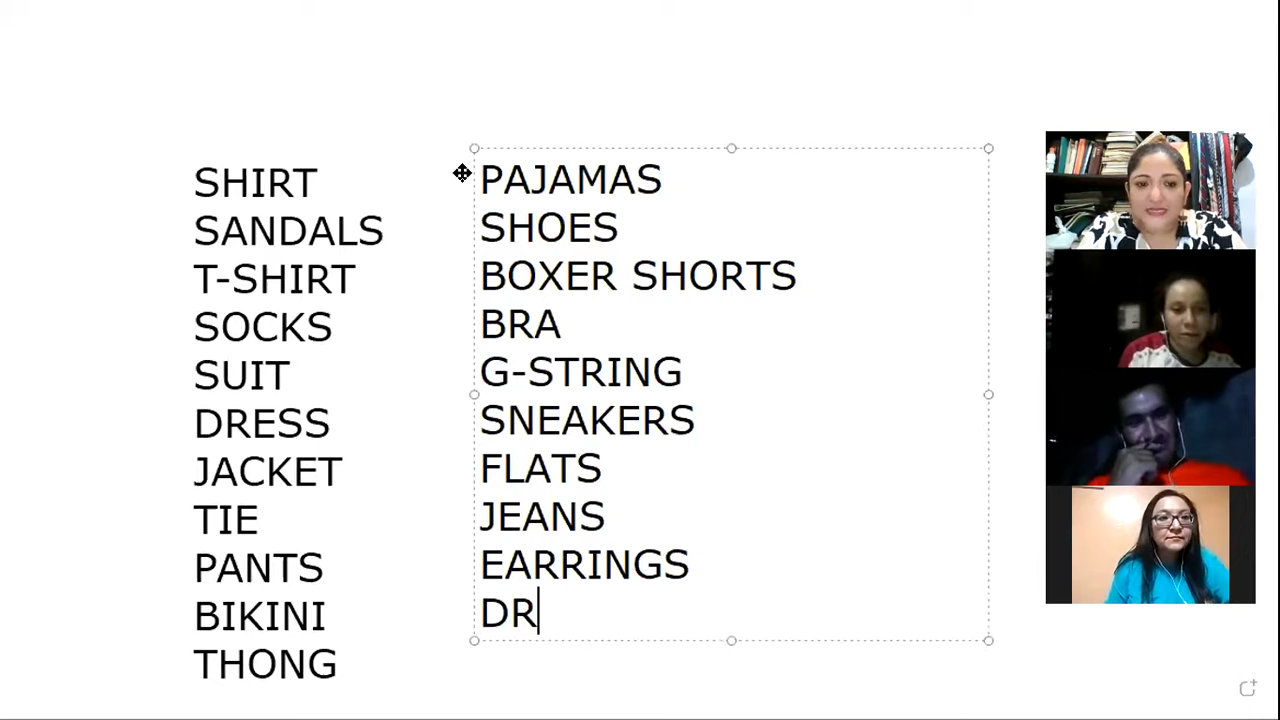 SHIRT
SANDALS
T-SHIRT
SOCKS
SUIT
DRESS
JACKET
TIE
PANTS
BIKINI
THONG
PAJAMAS
SHOES
BOXER SHORTS
BRA
G-STRING
SNEAKERS
FLATS
JEANS
EARRINGS
DR